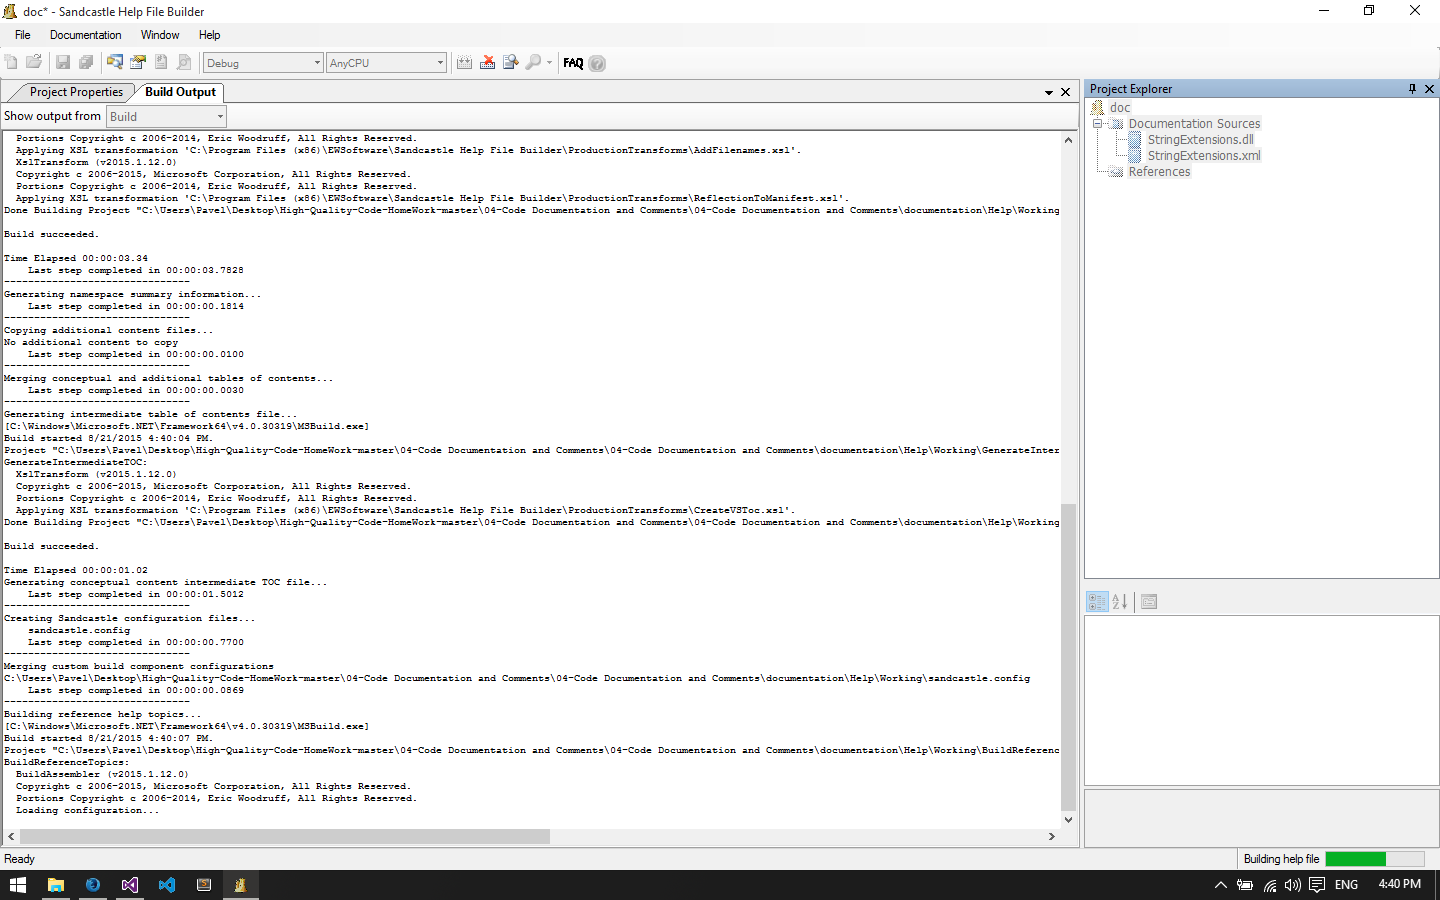 doc* - Sandcastle Help File Builder
File Documentation Window Help
Debug AnyCPU FAQ
Project Properties Build Output
Show output from Build
Portions Copyright c 2006-2014, Eric Woodruff, All Rights Reserved.
Applying XSL transformation 'C:\Program Files (x86)\EWSoftware\Sandcastle Help File Builder\ProductionTransforms\AddFilenames.xsl'.
XslTransform (v2015.1.12.0)
Copyright c 2006-2015, Microsoft Corporation, All Rights Reserved.
Portions Copyright c 2006-2014, Eric Woodruff, All Rights Reserved.
Applying XSL transformation 'C:\Program Files (x86)\EWSoftware\Sandcastle Help File Builder\ProductionTransforms\ReflectionToManifest.xsl'.
Done Building Project "C:\Users\Pavel\Desktop\High-Quality-Code-HomeWork-master\04-Code Documentation and Comments\04-Code Documentation and Comments\documentation\Help\Working
Build succeeded.
Time Elapsed 00:00:03.34
Last step completed in 00:00:03.7828
-------------------------------
Generating namespace summary information...
Last step completed in 00:00:00.1814
-------------------------------
Copying additional content files...
No additional content to copy
Last step completed in 00:00:00.0100
-------------------------------
Merging conceptual and additional tables of contents...
Last step completed in 00:00:00.0030
-------------------------------
Generating intermediate table of contents file...
[C:\Windows\Microsoft.NET\Framework64\v4.0.30319\MSBuild.exe]
Build started 8/21/2015 4:40:04 PM.
Project "C:\Users\Pavel\Desktop\High-Quality-Code-HomeWork-master\04-Code Documentation and Comments\04-Code Documentation and Comments\documentation\Help\Working\GenerateInter
GenerateIntermediateTOC:
XslTransform (v2015.1.12.0)
Copyright c 2006-2015, Microsoft Corporation, All Rights Reserved.
Portions Copyright c 2006-2014, Eric Woodruff, All Rights Reserved.
Applying XSL transformation 'C:\Program Files (x86)\EWSoftware\Sandcastle Help File Builder\ProductionTransforms\CreateVSToc.xsl'.
Done Building Project "C:\Users\Pavel\Desktop\High-Quality-Code-HomeWork-master\04-Code Documentation and Comments\04-Code Documentation and Comments\documentation\Help\Working
Build succeeded.
Time Elapsed 00:00:01.02
Generating conceptual content intermediate TOC file...
Last step completed in 00:00:01.5012
-------------------------------
Creating Sandcastle configuration files...
sandcastle.config
Last step completed in 00:00:00.7700
-------------------------------
Merging custom build component configurations
C:\Users\Pavel\Desktop\High-Quality-Code-HomeWork-master\04-Code Documentation and Comments\04-Code Documentation and Comments\documentation\Help\Working\sandcastle.config
Last step completed in 00:00:00.0869
-------------------------------
Building reference help topics...
[C:\Windows\Microsoft.NET\Framework64\v4.0.30319\MSBuild.exe]
Build started 8/21/2015 4:40:07 PM.
Project "C:\Users\Pavel\Desktop\High-Quality-Code-HomeWork-master\04-Code Documentation and Comments\04-Code Documentation and Comments\documentation\Help\Working\BuildReferenc
BuildReferenceTopics:
BuildAssembler (v2015.1.12.0)
Copyright c 2006-2015, Microsoft Corporation, All Rights Reserved.
Portions Copyright c 2006-2014, Eric Woodruff, All Rights Reserved.
Loading configuration...
Project Explorer
doc
Documentation Sources
StringExtensions.dll
StringExtensions.xml
References
Ready
Building help file
ENG
4:40 PM